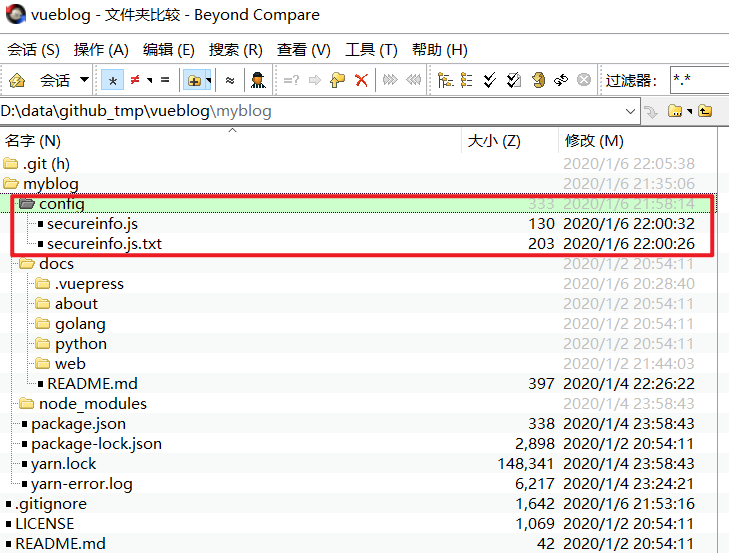 vueblog - 文件夹比较 - Beyond Compare
会话 (S) 操作 (A) 编辑 (E) 搜索 (R) 查看 (V) 工具 (T) 帮助 (H)
会话 * ≠ = ≈ =? 过滤器: *.*
D:\data\github_tmp\vueblog\myblog
名字 (N) 大小 (Z) 修改 (M)
.git (h) 2020/1/6 22:05:38
myblog 2020/1/6 21:35:06
config 333 2020/1/6 21:58:14
secureinfo.js 130 2020/1/6 22:00:32
secureinfo.js.txt 203 2020/1/6 22:00:26
docs 2020/1/2 20:54:11
.vuepress 2020/1/6 20:28:40
about 2020/1/2 20:54:11
golang 2020/1/2 20:54:11
python 2020/1/2 20:54:11
web 2020/1/2 21:44:03
README.md 397 2020/1/4 22:26:22
node_modules 2020/1/4 23:58:43
package.json 338 2020/1/4 23:58:43
package-lock.json 2,898 2020/1/2 20:54:11
yarn.lock 148,341 2020/1/4 23:58:43
yarn-error.log 6,217 2020/1/4 23:24:21
.gitignore 1,642 2020/1/6 21:53:16
LICENSE 1,069 2020/1/2 20:54:11
README.md 42 2020/1/2 20:54:11